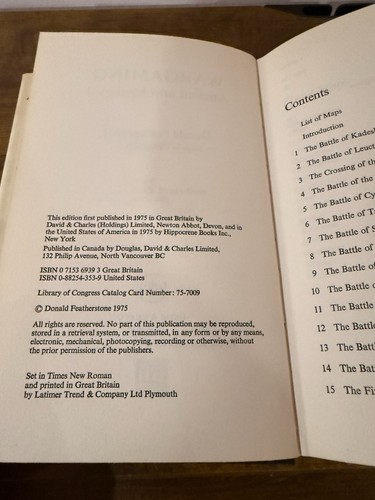 This edition first published in 1975 in Great Britain by
David & Charles (Holdings) Limited, Newton Abbot, Devon, and in
the United States of America in 1975 by Hippocrene Books Inc.,
New York
Published in Canada by Douglas, David & Charles Limited,
132 Philip Avenue, North Vancouver BC
ISBN 0 7153 6939 3 Great Britain
ISBN 0-88254-353-9 United States
Library of Congress Catalog Card Number: 75-7009
© Donald Featherstone 1975
All rights are reserved. No part of this publication may be reproduced,
stored in a retrieval system, or transmitted, in any form or by any means,
electronic, mechanical, photocopying, recording or otherwise, without
the prior permission of the publishers.
Set in Times New Roman
and printed in Great Britain
by Latimer Trend & Company Ltd Plymouth
Contents
List of Maps
Introduction
1 The Battle of Kades
2 The Battle of Leuct
3 The Crossing of the
4 The Battle of the
5 The Battle of Cy
6 The Battle of T
7 The Battle of S
8 The Battle of
9 The Battle of
10 The Battle of
11 The Battle
12 The Battle
13 The Battl
14 The Bat
15 The Fi